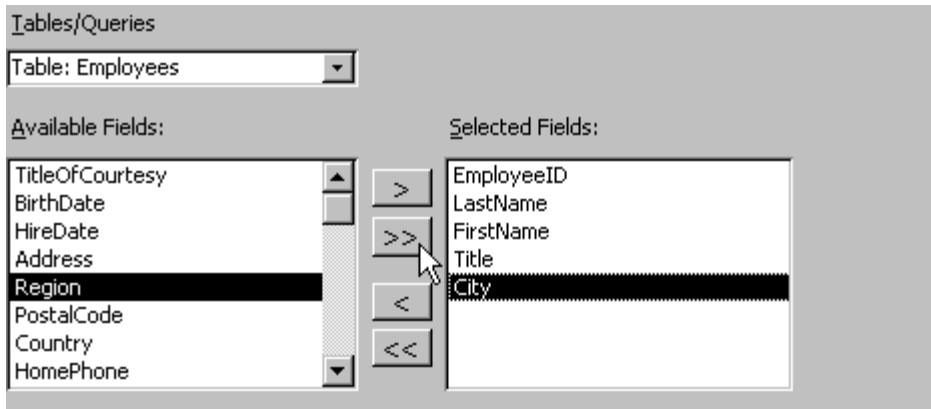 Tables/Queries
Table: Employees
Available Fields:
Selected Fields:
TitleOfCourtesy
BirthDate
HireDate
Address
Region
PostalCode
Country
HomePhone
>
>>
<
<<
EmployeeID
LastName
FirstName
Title
City